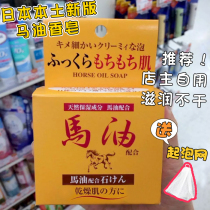 日本本土新版
马油香皂
キメ細かいクリーミィな泡
ふっくらもちもち肌
HORSE OIL SOAP
推荐！
店主自用
滋润不干
天然保湿成分 馬油配合
馬油
配合
馬油配合石けん
乾燥肌の方に
送
起泡网